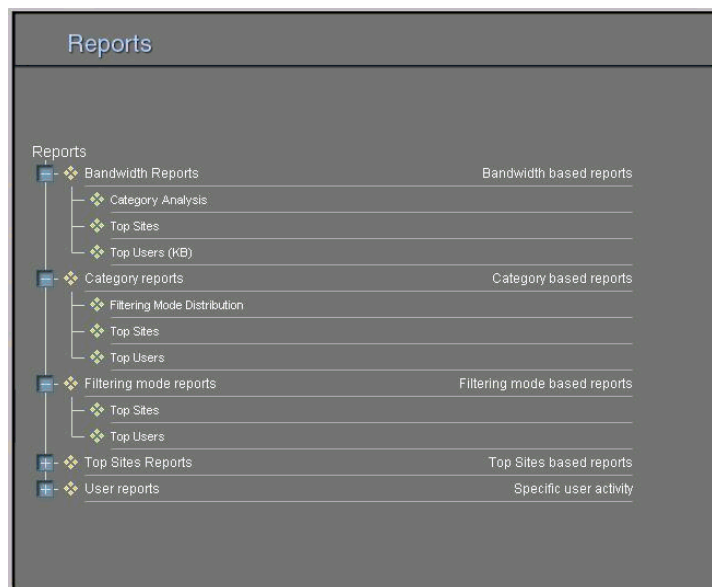 Reports
Reports
Bandwidth Reports Bandwidth based reports
Category Analysis
Top Sites
Top Users (KB)
Category reports Category based reports
Filtering Mode Distribution
Top Sites
Top Users
Filtering mode reports Filtering mode based reports
Top Sites
Top Users
Top Sites Reports Top Sites based reports
User reports Specific user activity